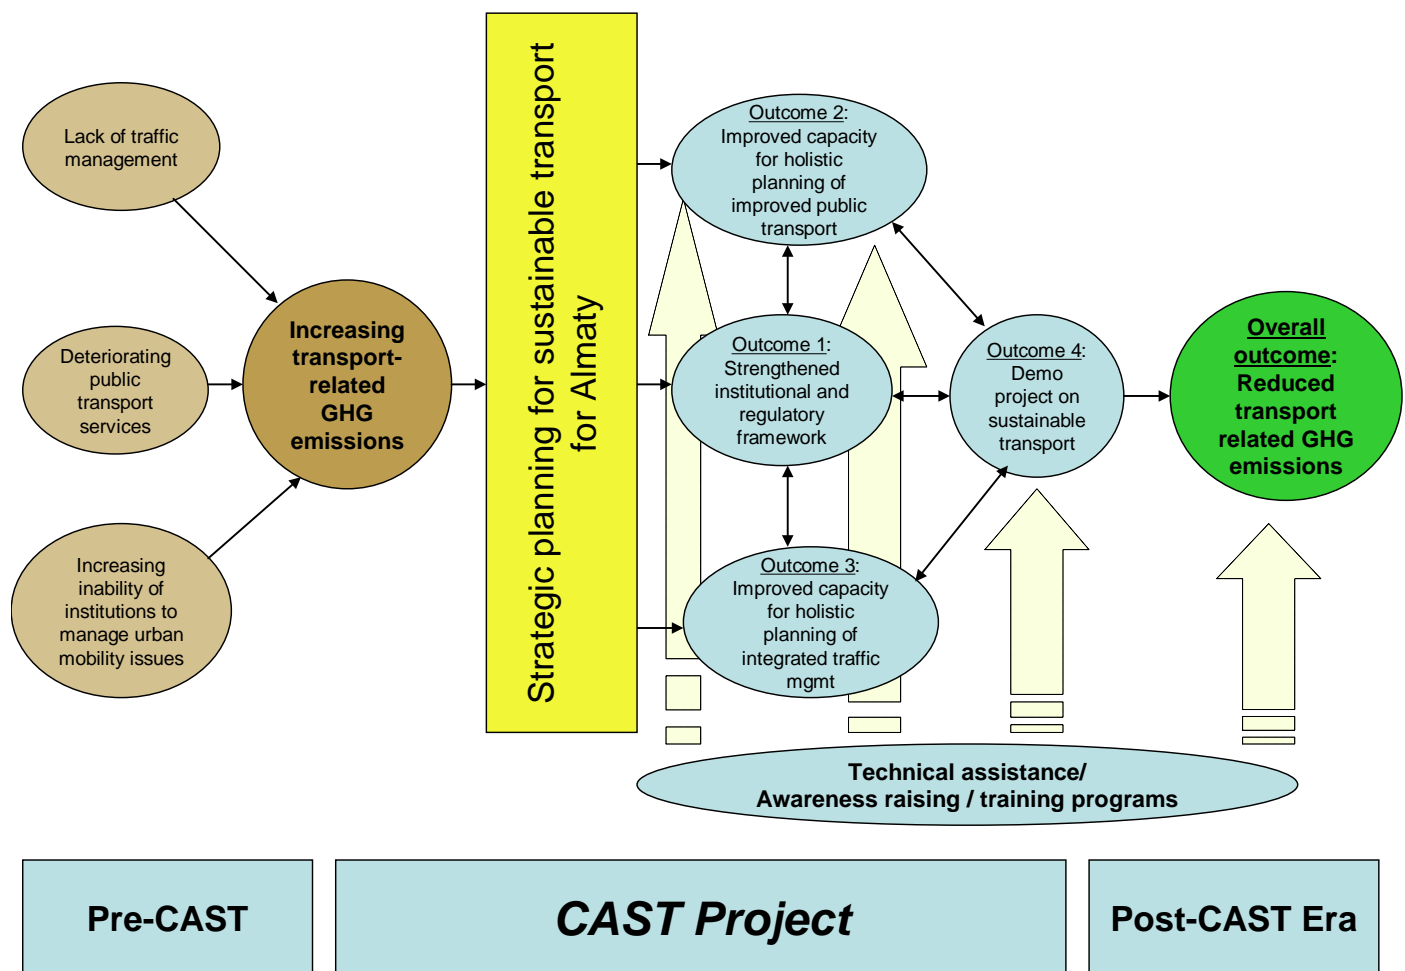 Lack of traffic
management
Deteriorating
public
transport
services
Increasing
inability of
institutions to
manage urban
mobility issues
Increasing
transport-
related
GHG
emissions
Strategic planning for sustainable transport
for Almaty
Outcome 2:
Improved capacity
for holistic
planning of
improved public
transport
Outcome 1:
Strengthened
institutional and
regulatory
framework
Outcome 3:
Improved capacity
for holistic
planning of
integrated traffic
mgmt
Outcome 4:
Demo
project on
sustainable
transport
Overall
outcome:
Reduced
transport
related GHG
emissions
Technical assistance/
Awareness raising / training programs
Pre-CAST
CAST Project
Post-CAST Era